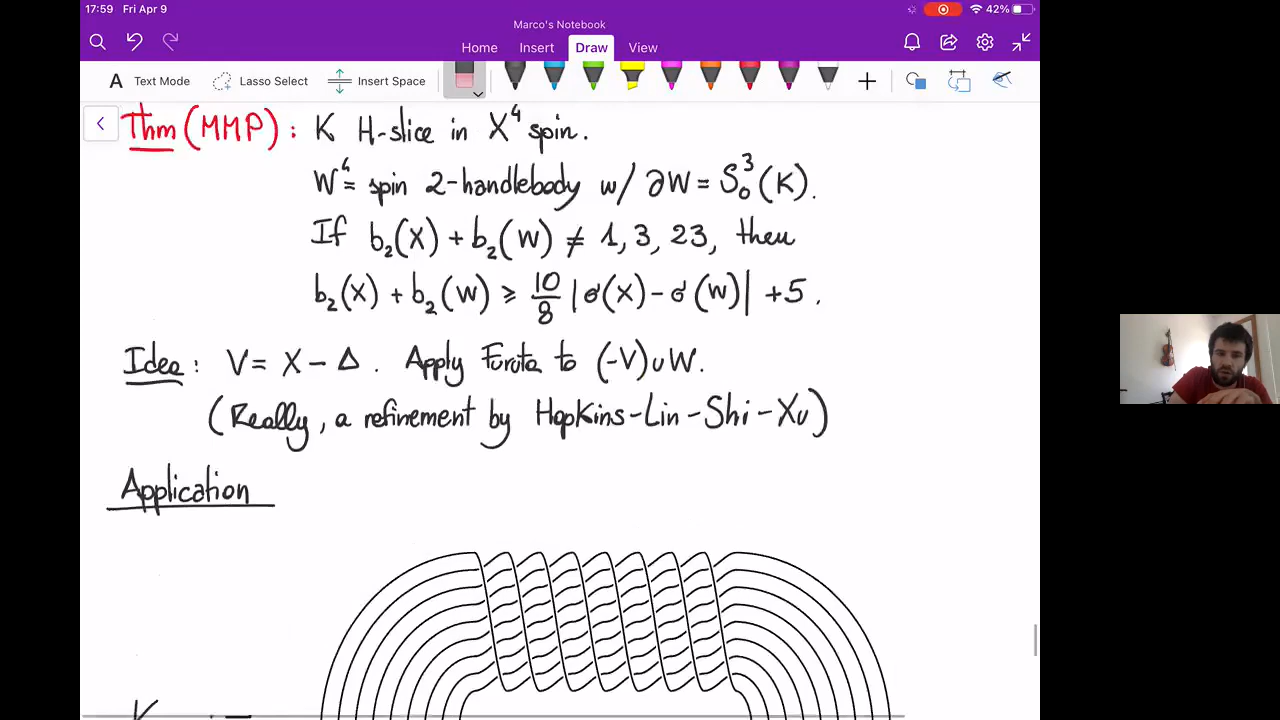 17:59 Fri Apr 9
42%
Marco's Notebook
Home Insert Draw View
A Text Mode Lasso Select Insert Space
Thm (MMP): K H-slice in X⁴ spin.
W⁴ = spin 2-handlebody w/ ∂W = S³₀(K).
If b₂(X) + b₂(W) ≠ 1, 3, 23, then
b₂(X) + b₂(W) ≥ 10/8 |σ(X) - σ(W)| + 5.
Idea: V = X - Δ. Apply Furuta to (-V) ∪ W.
(Really, a refinement by Hopkins-Lin-Shi-Xu)
Application